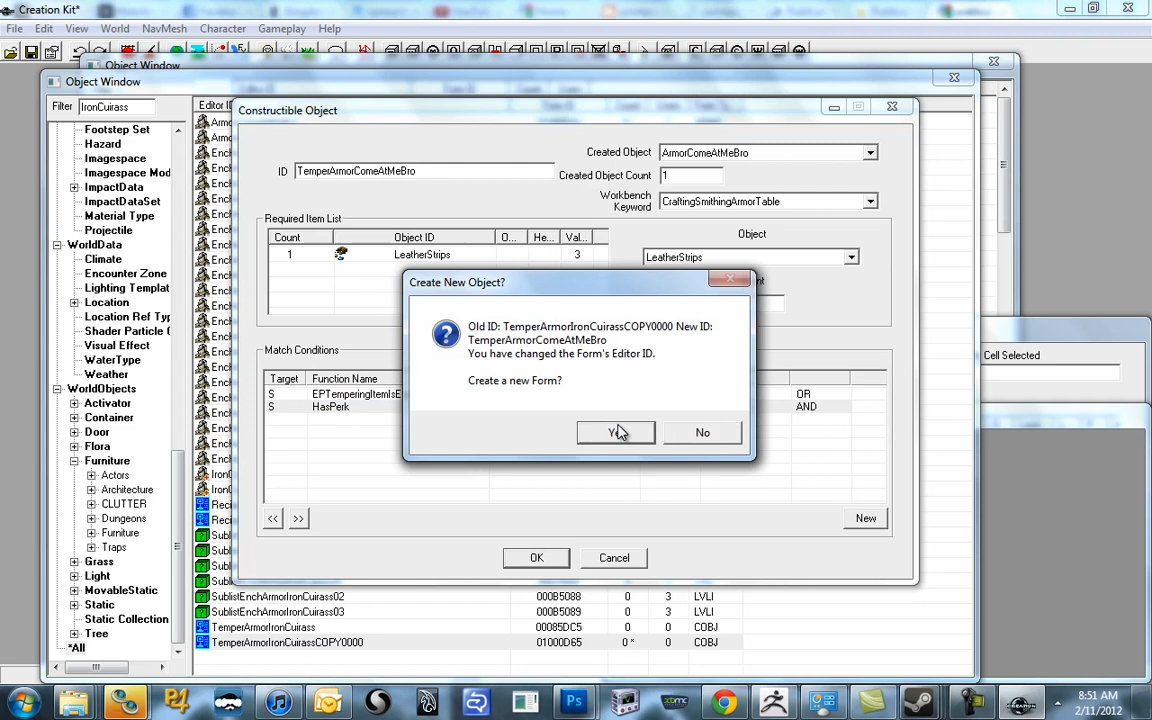 Creation Kit*
File Edit View World NavMesh Character Gameplay Help
Object Window
Object Window
Filter IronCuirass
Editor ID
Footstep Set
Hazard
Imagespace
Imagespace Mod
ImpactData
ImpactDataSet
Material Type
Projectile
WorldData
Climate
Encounter Zone
Lighting Templat
Location
Location Ref Typ
Shader Particle
Visual Effect
WaterType
Weather
WorldObjects
Activator
Container
Door
Flora
Furniture
Actors
Architecture
CLUTTER
Dungeons
Furniture
Traps
Grass
Light
MovableStatic
Static
Static Collection
Tree
*All
Constructible Object
ID TemperArmorComeAtMeBro
Created Object ArmorComeAtMeBro
Created Object Count 1
Workbench Keyword CraftingSmithingArmorTable
Required Item List
Count Object ID O... He... Val...
1 LeatherStrips 3
Object
LeatherStrips
Match Conditions
Target Function Name
S EPTemperingItemIsE OR
S HasPerk AND
<< >> New
OK Cancel
Create New Object?
Old ID: TemperArmorIronCuirassCOPY0000 New ID:
TemperArmorComeAtMeBro
You have changed the Form's Editor ID.
Create a new Form?
No
SublistEnchArmorIronCuirass02 000B5088 0 3 LVLI
SublistEnchArmorIronCuirass03 000B5089 0 3 LVLI
TemperArmorIronCuirass 00085DC5 0 0 COBJ
TemperArmorIronCuirassCOPY0000 01000D65 0 * 0 COBJ
Cell Selected
8:51 AM
2/11/2012